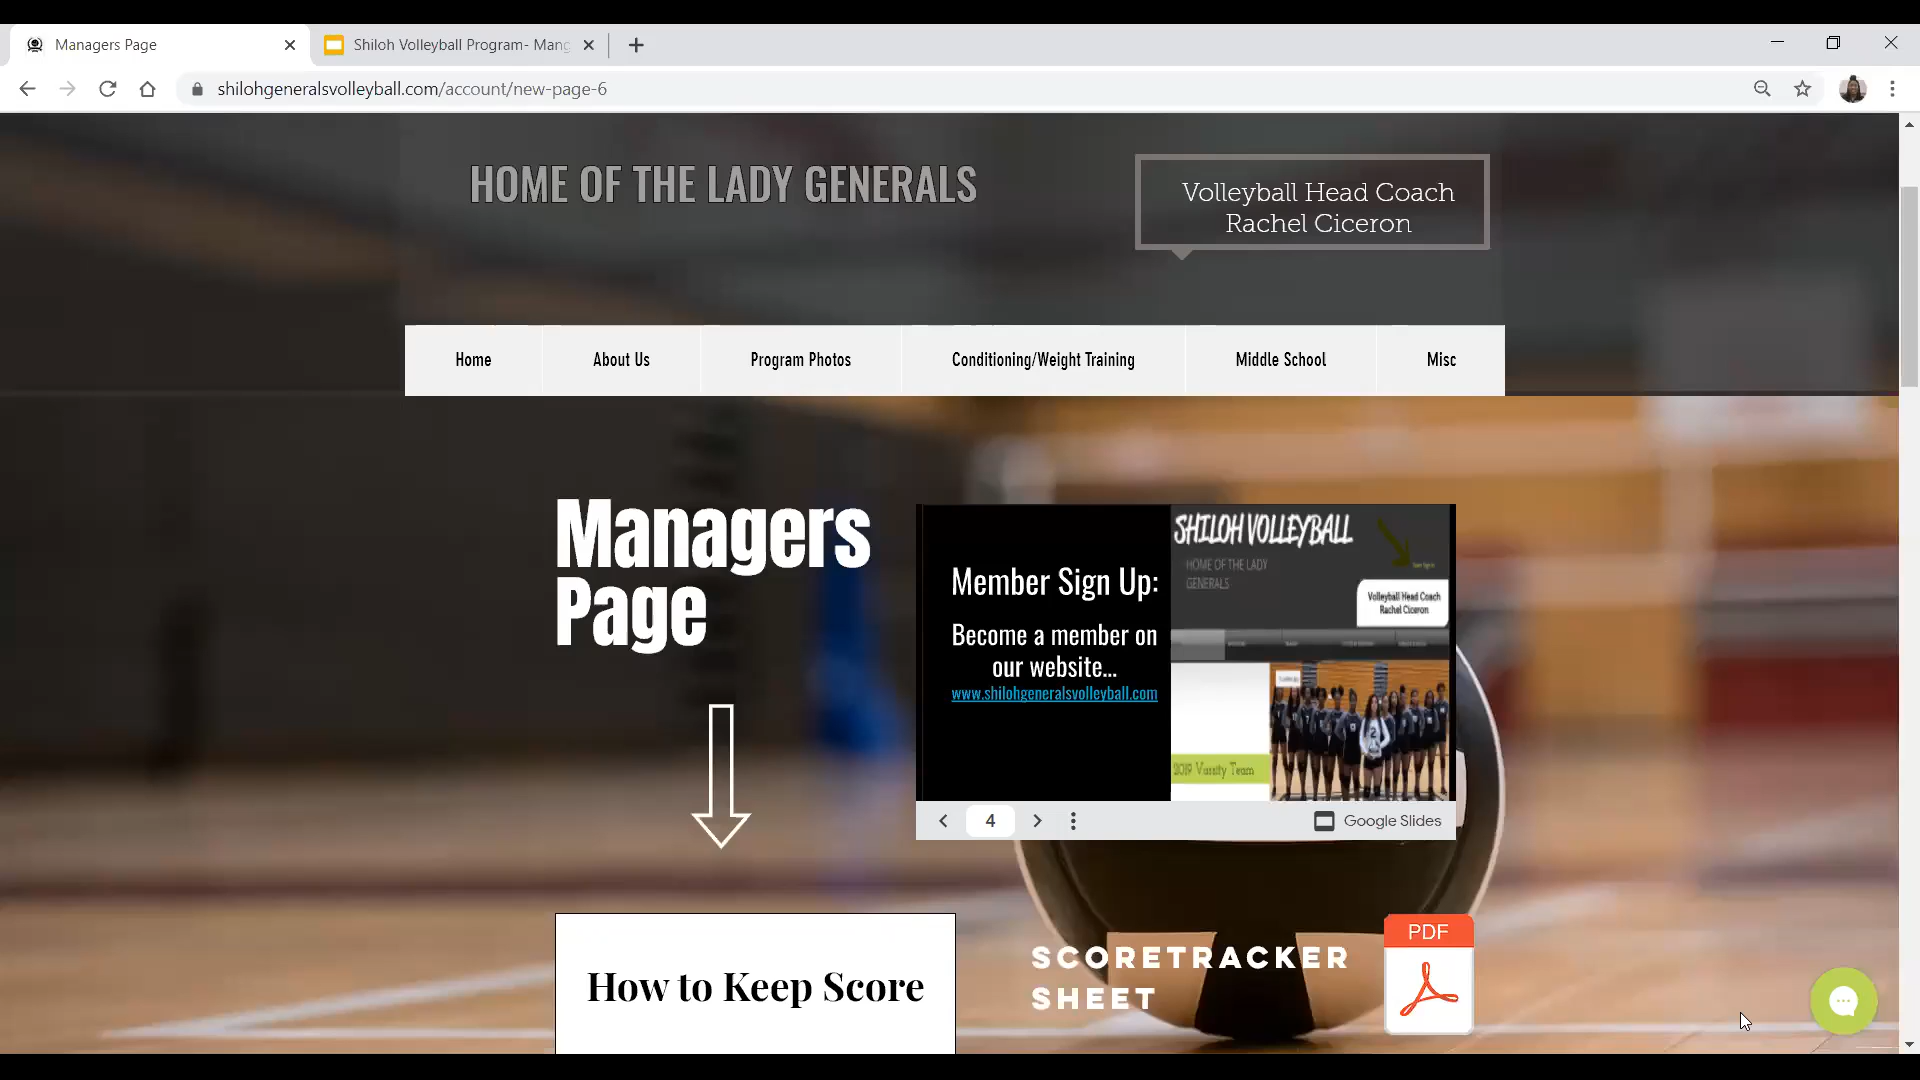 Managers Page
Shiloh Volleyball Program- Mang
shilohgeneralsvolleyball.com/account/new-page-6
HOME OF THE LADY GENERALS
Volleyball Head Coach
Rachel Ciceron
Home
About Us
Program Photos
Conditioning/Weight Training
Middle School
Misc
Managers
Page
Member Sign Up:
Become a member on
our website...
www.shilohgeneralsvolleyball.com
SHILOH VOLLEYBALL
HOME OF THE LADY
GENERALS
Volleyball Head Coach
Rachel Ciceron
2019 Varsity Team
4
Google Slides
How to Keep Score
SCORETRACKER
SHEET
PDF